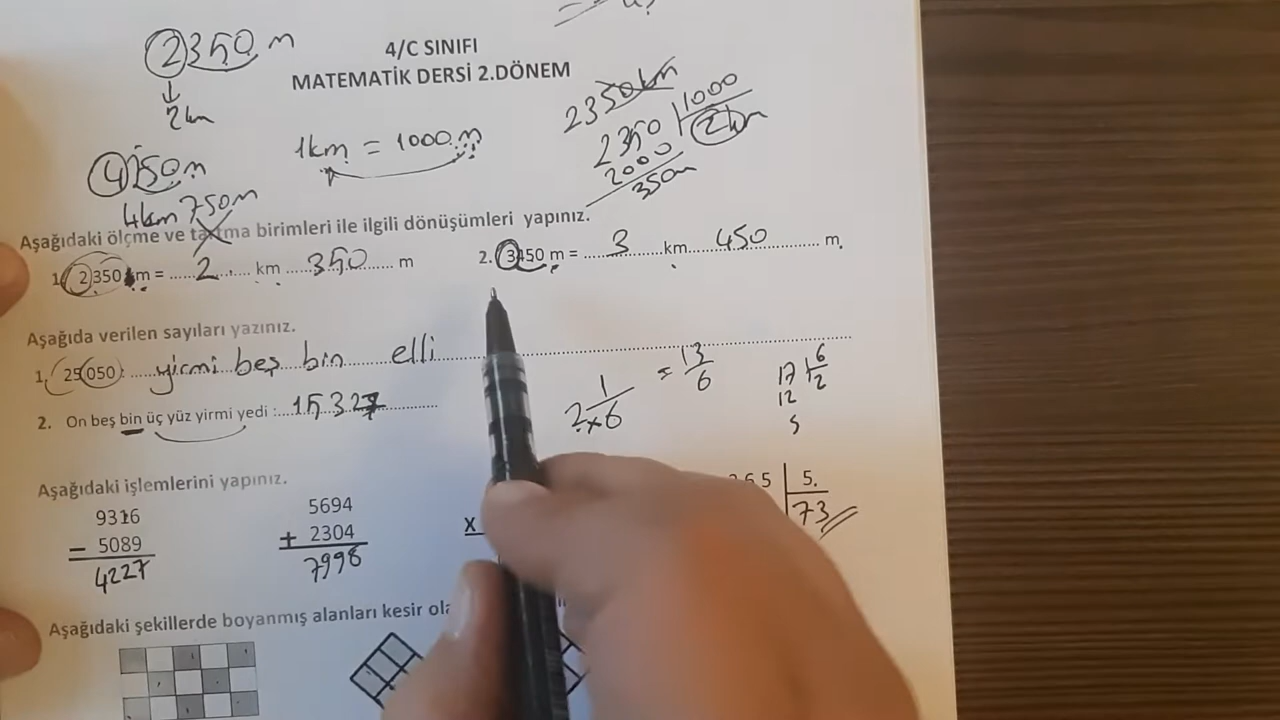 2350 m
2km
4750m
4km 750m
4/C SINIFI
MATEMATİK DERSİ 2.DÖNEM
1km = 1000m
2350 km
2350 1000
2000 2km
350m
Aşağıdaki ölçme ve tartma birimleri ile ilgili dönüşümleri yapınız.
1. 2350 m = ...... 2 ...... km ...... 350 ...... m
2. 3450 m = ...... 3 ...... km ...... 450 ...... m.
Aşağıda verilen sayıları yazınız.
1. 25050: ...... yirmi beş bin elli ......
2. On beş bin üç yüz yirmi yedi :...... 15327 ......
2 1/6 = 13/6
17 6
12 2
5
Aşağıdaki işlemlerini yapınız.
9316
- 5089
4227
5694
+ 2304
7998
x
365 5
73
Aşağıdaki şekillerde boyanmış alanları kesir